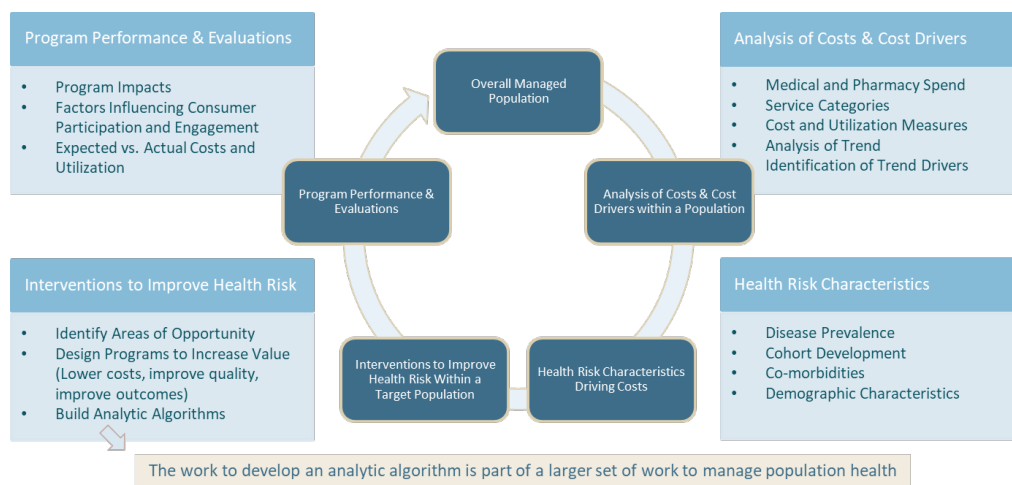 Program Performance & Evaluations
• Program Impacts
• Factors Influencing Consumer
Participation and Engagement
• Expected vs. Actual Costs and
Utilization
Overall Managed
Population
Analysis of Costs & Cost Drivers
• Medical and Pharmacy Spend
• Service Categories
• Cost and Utilization Measures
• Analysis of Trend
• Identification of Trend Drivers
Program Performance &
Evaluations
Analysis of Costs & Cost
Drivers within a Population
Interventions to Improve Health Risk
• Identify Areas of Opportunity
• Design Programs to Increase Value
(Lower costs, improve quality,
improve outcomes)
• Build Analytic Algorithms
Interventions to Improve
Health Risk Within a
Target Population
Health Risk Characteristics
Driving Costs
Health Risk Characteristics
• Disease Prevalence
• Cohort Development
• Co-morbidities
• Demographic Characteristics
The work to develop an analytic algorithm is part of a larger set of work to manage population health